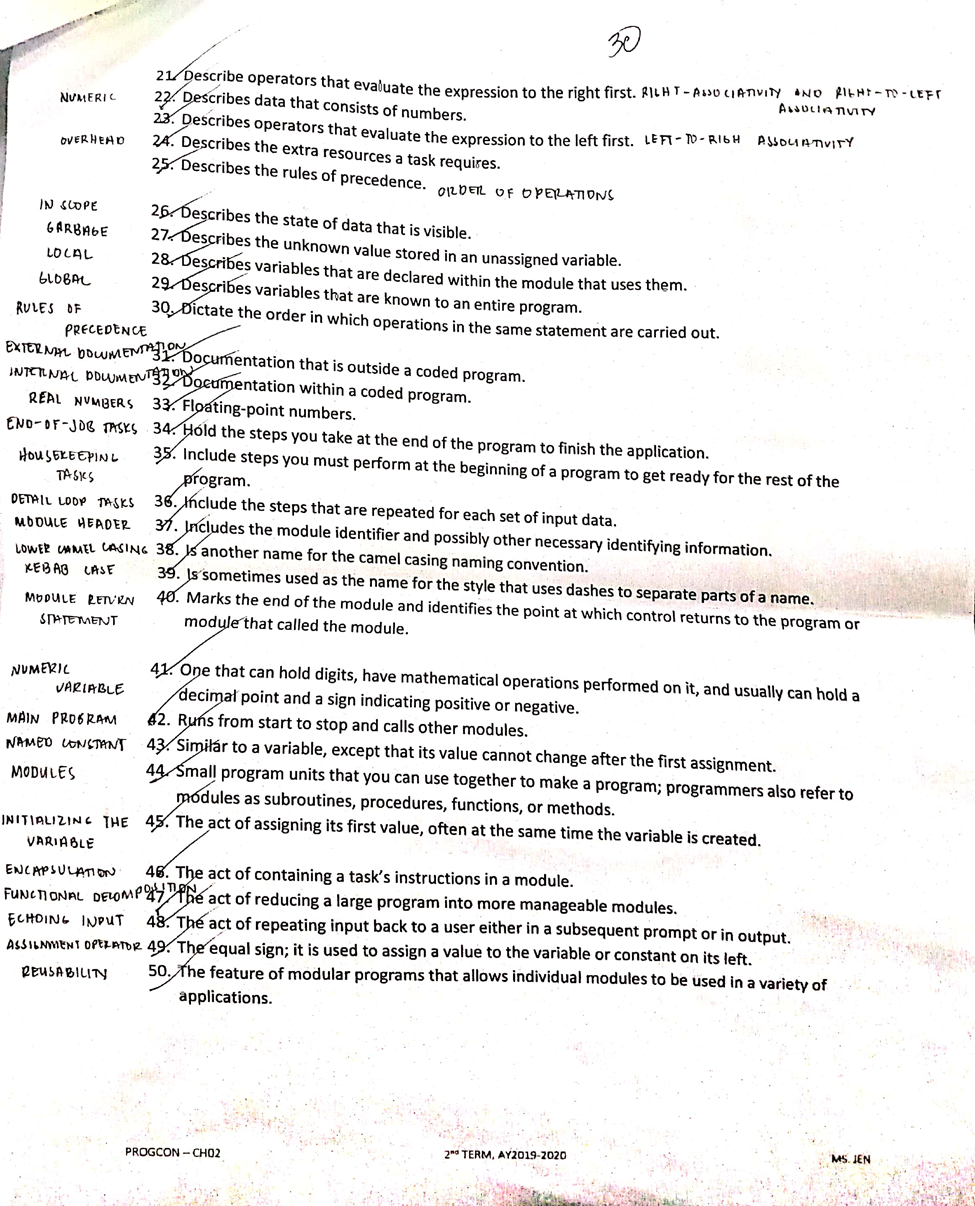 30
21. Describe operators that evaluate the expression to the right first. RIGHT-ASSOCIATIVITY AND RIGHT-TO-LEFT
ASSOCIATIVITY
NUMERIC 22. Describes data that consists of numbers.
23. Describes operators that evaluate the expression to the left first. LEFT-TO-RIGH ASSOCIATIVITY
OVERHEAD 24. Describes the extra resources a task requires.
25. Describes the rules of precedence. ORDER OF OPERATIONS
IN SCOPE 26. Describes the state of data that is visible.
GARBAGE 27. Describes the unknown value stored in an unassigned variable.
LOCAL 28. Describes variables that are declared within the module that uses them.
GLOBAL 29. Describes variables that are known to an entire program.
RULES OF 30. Dictate the order in which operations in the same statement are carried out.
PRECEDENCE
EXTERNAL DOCUMENTATION 31. Documentation that is outside a coded program.
INTERNAL DOCUMENTATION 32. Documentation within a coded program.
REAL NUMBERS 33. Floating-point numbers.
END-OF-JOB TASKS 34. Hold the steps you take at the end of the program to finish the application.
HOUSEKEEPING 35. Include steps you must perform at the beginning of a program to get ready for the rest of the
TASKS program.
DETAIL LOOP TASKS 36. Include the steps that are repeated for each set of input data.
MODULE HEADER 37. Includes the module identifier and possibly other necessary identifying information.
LOWER CAMEL CASING 38. Is another name for the camel casing naming convention.
KEBAB CASE 39. Is sometimes used as the name for the style that uses dashes to separate parts of a name.
MODULE RETURN 40. Marks the end of the module and identifies the point at which control returns to the program or
STATEMENT module that called the module.
NUMERIC 41. One that can hold digits, have mathematical operations performed on it, and usually can hold a
VARIABLE decimal point and a sign indicating positive or negative.
MAIN PROGRAM 42. Runs from start to stop and calls other modules.
NAMED CONSTANT 43. Similar to a variable, except that its value cannot change after the first assignment.
MODULES 44. Small program units that you can use together to make a program; programmers also refer to
modules as subroutines, procedures, functions, or methods.
INITIALIZING THE 45. The act of assigning its first value, often at the same time the variable is created.
VARIABLE
ENCAPSULATION 46. The act of containing a task's instructions in a module.
FUNCTIONAL DECOMPOSITION 47. The act of reducing a large program into more manageable modules.
ECHOING INPUT 48. The act of repeating input back to a user either in a subsequent prompt or in output.
ASSIGNMENT OPERATOR 49. The equal sign; it is used to assign a value to the variable or constant on its left.
REUSABILITY 50. The feature of modular programs that allows individual modules to be used in a variety of
applications.
PROGCON – CH02 2nd TERM, AY2019-2020 MS. JEN